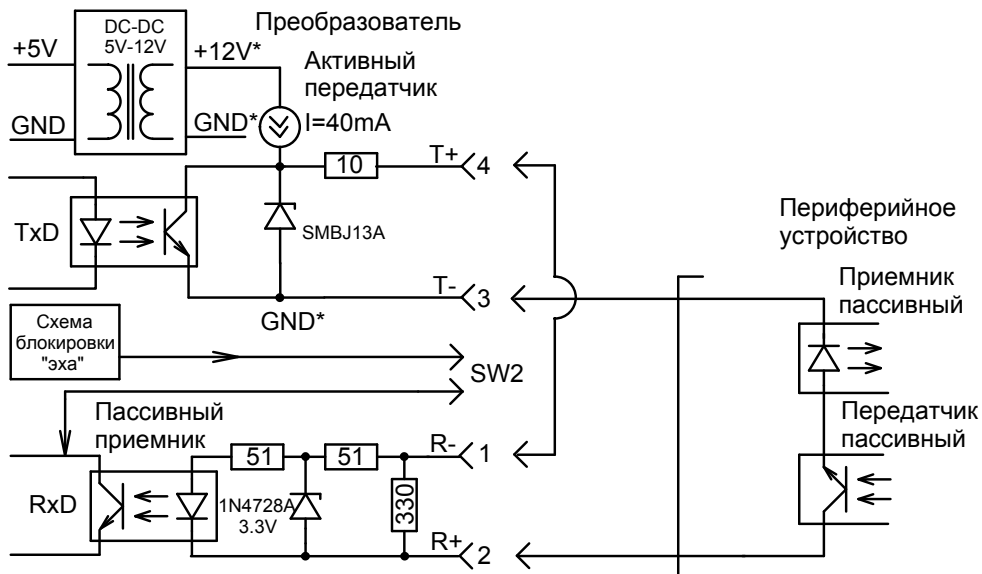 DC-DC
5V-12V
Преобразователь
+5V
+12V*
Активный
передатчик
GND
GND*
I=40mA
10
T+
4
TxD
SMBJ13A
Периферийное
устройство
T-
3
Приемник
пассивный
GND*
Схема
блокировки
"эха"
SW2
Передатчик
пассивный
Пассивный
приемник
51
51
R-
1
RxD
1N4728A
3.3V
330
R+
2